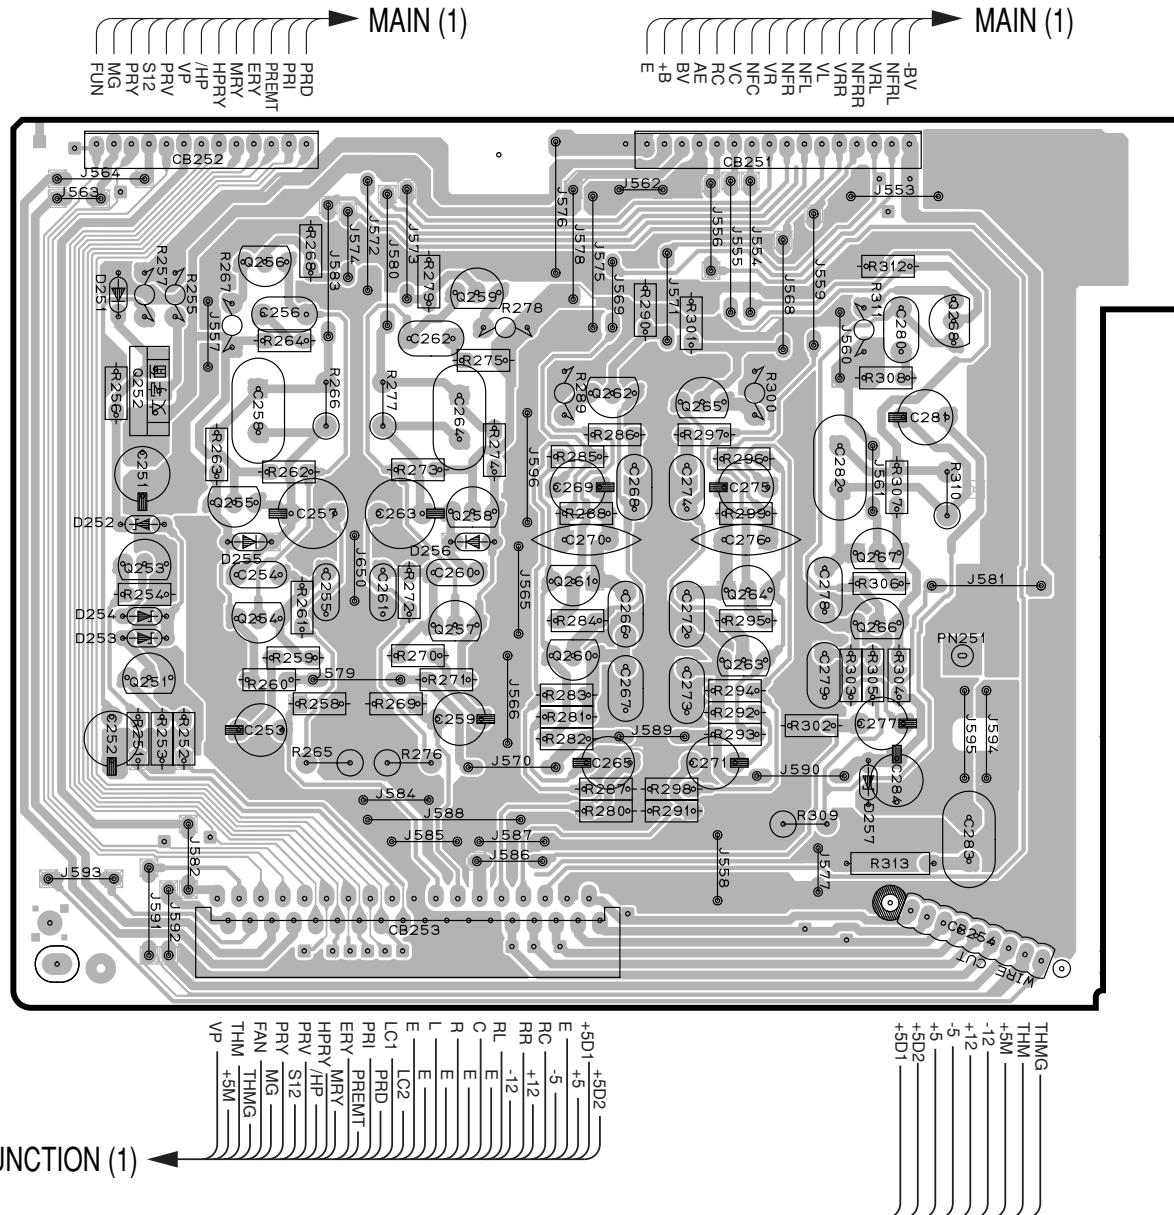 MAIN (1)
MAIN (1)
FUN
MG
PRY
S12
PRV
VP
/HP
HPRY
MRY
ERY
PREMT
PRI
PRD
E
+B
BV
AE
RC
VC
NFC
VR
NFR
NFL
VL
VRR
NFRR
VRL
NFRL
-BV
CB252
CB251
J564
J563
J562
J553
J576
J578
J575
J569
J571
J556
J555
J554
J568
J559
J572
J574
J583
J580
J573
R268
Q256
R267
R257
R255
D251
J557
C256
R264
R279
Q259
R278
C262
R275
R290
R301
R312
R311
C280
Q268
J560
R308
R256
Q252
C258
R266
R277
C264
R289
Q262
Q265
R300
C281
C251
R263
R262
R273
R274
J596
R286
R297
R285
R296
C269
C268
C274
C275
C282
J561
R307
R310
D252
Q255
C257
C263
Q258
R288
R299
D255
D256
C270
C276
Q253
C254
J650
C260
J565
Q267
R254
R261
C255
C261
R272
Q261
Q264
C278
R306
J581
D254
D253
Q254
Q257
R284
C266
C272
R295
Q266
PN251
R259
R270
Q260
Q263
Q251
R260
J579
R271
J566
C267
C273
C279
R303
R305
R304
R283
R294
R258
R269
R281
R292
C252
R253
R252
C253
C259
R282
J589
R293
R302
C277
J595
J594
R265
R276
J570
C265
C271
J590
C284
D257
J584
R287
R298
J588
R280
R291
R309
C283
J582
J585
J587
J586
J558
J577
R313
J593
J591
J592
CB253
CB254
WIRE CUT
VP
+5M
THM
THMG
FAN
MG
PRY
S12
PRV
/HP
HPRY
MRY
ERY
PREMT
PRI
PRD
LC1
LC2
E
E
L
E
R
E
C
E
RL
-12
RR
+12
RC
-5
E
+5
+5D1
+5D2
+5D1
+5D2
+5
-5
+12
-12
+5M
THM
THMG
UNCTION (1)